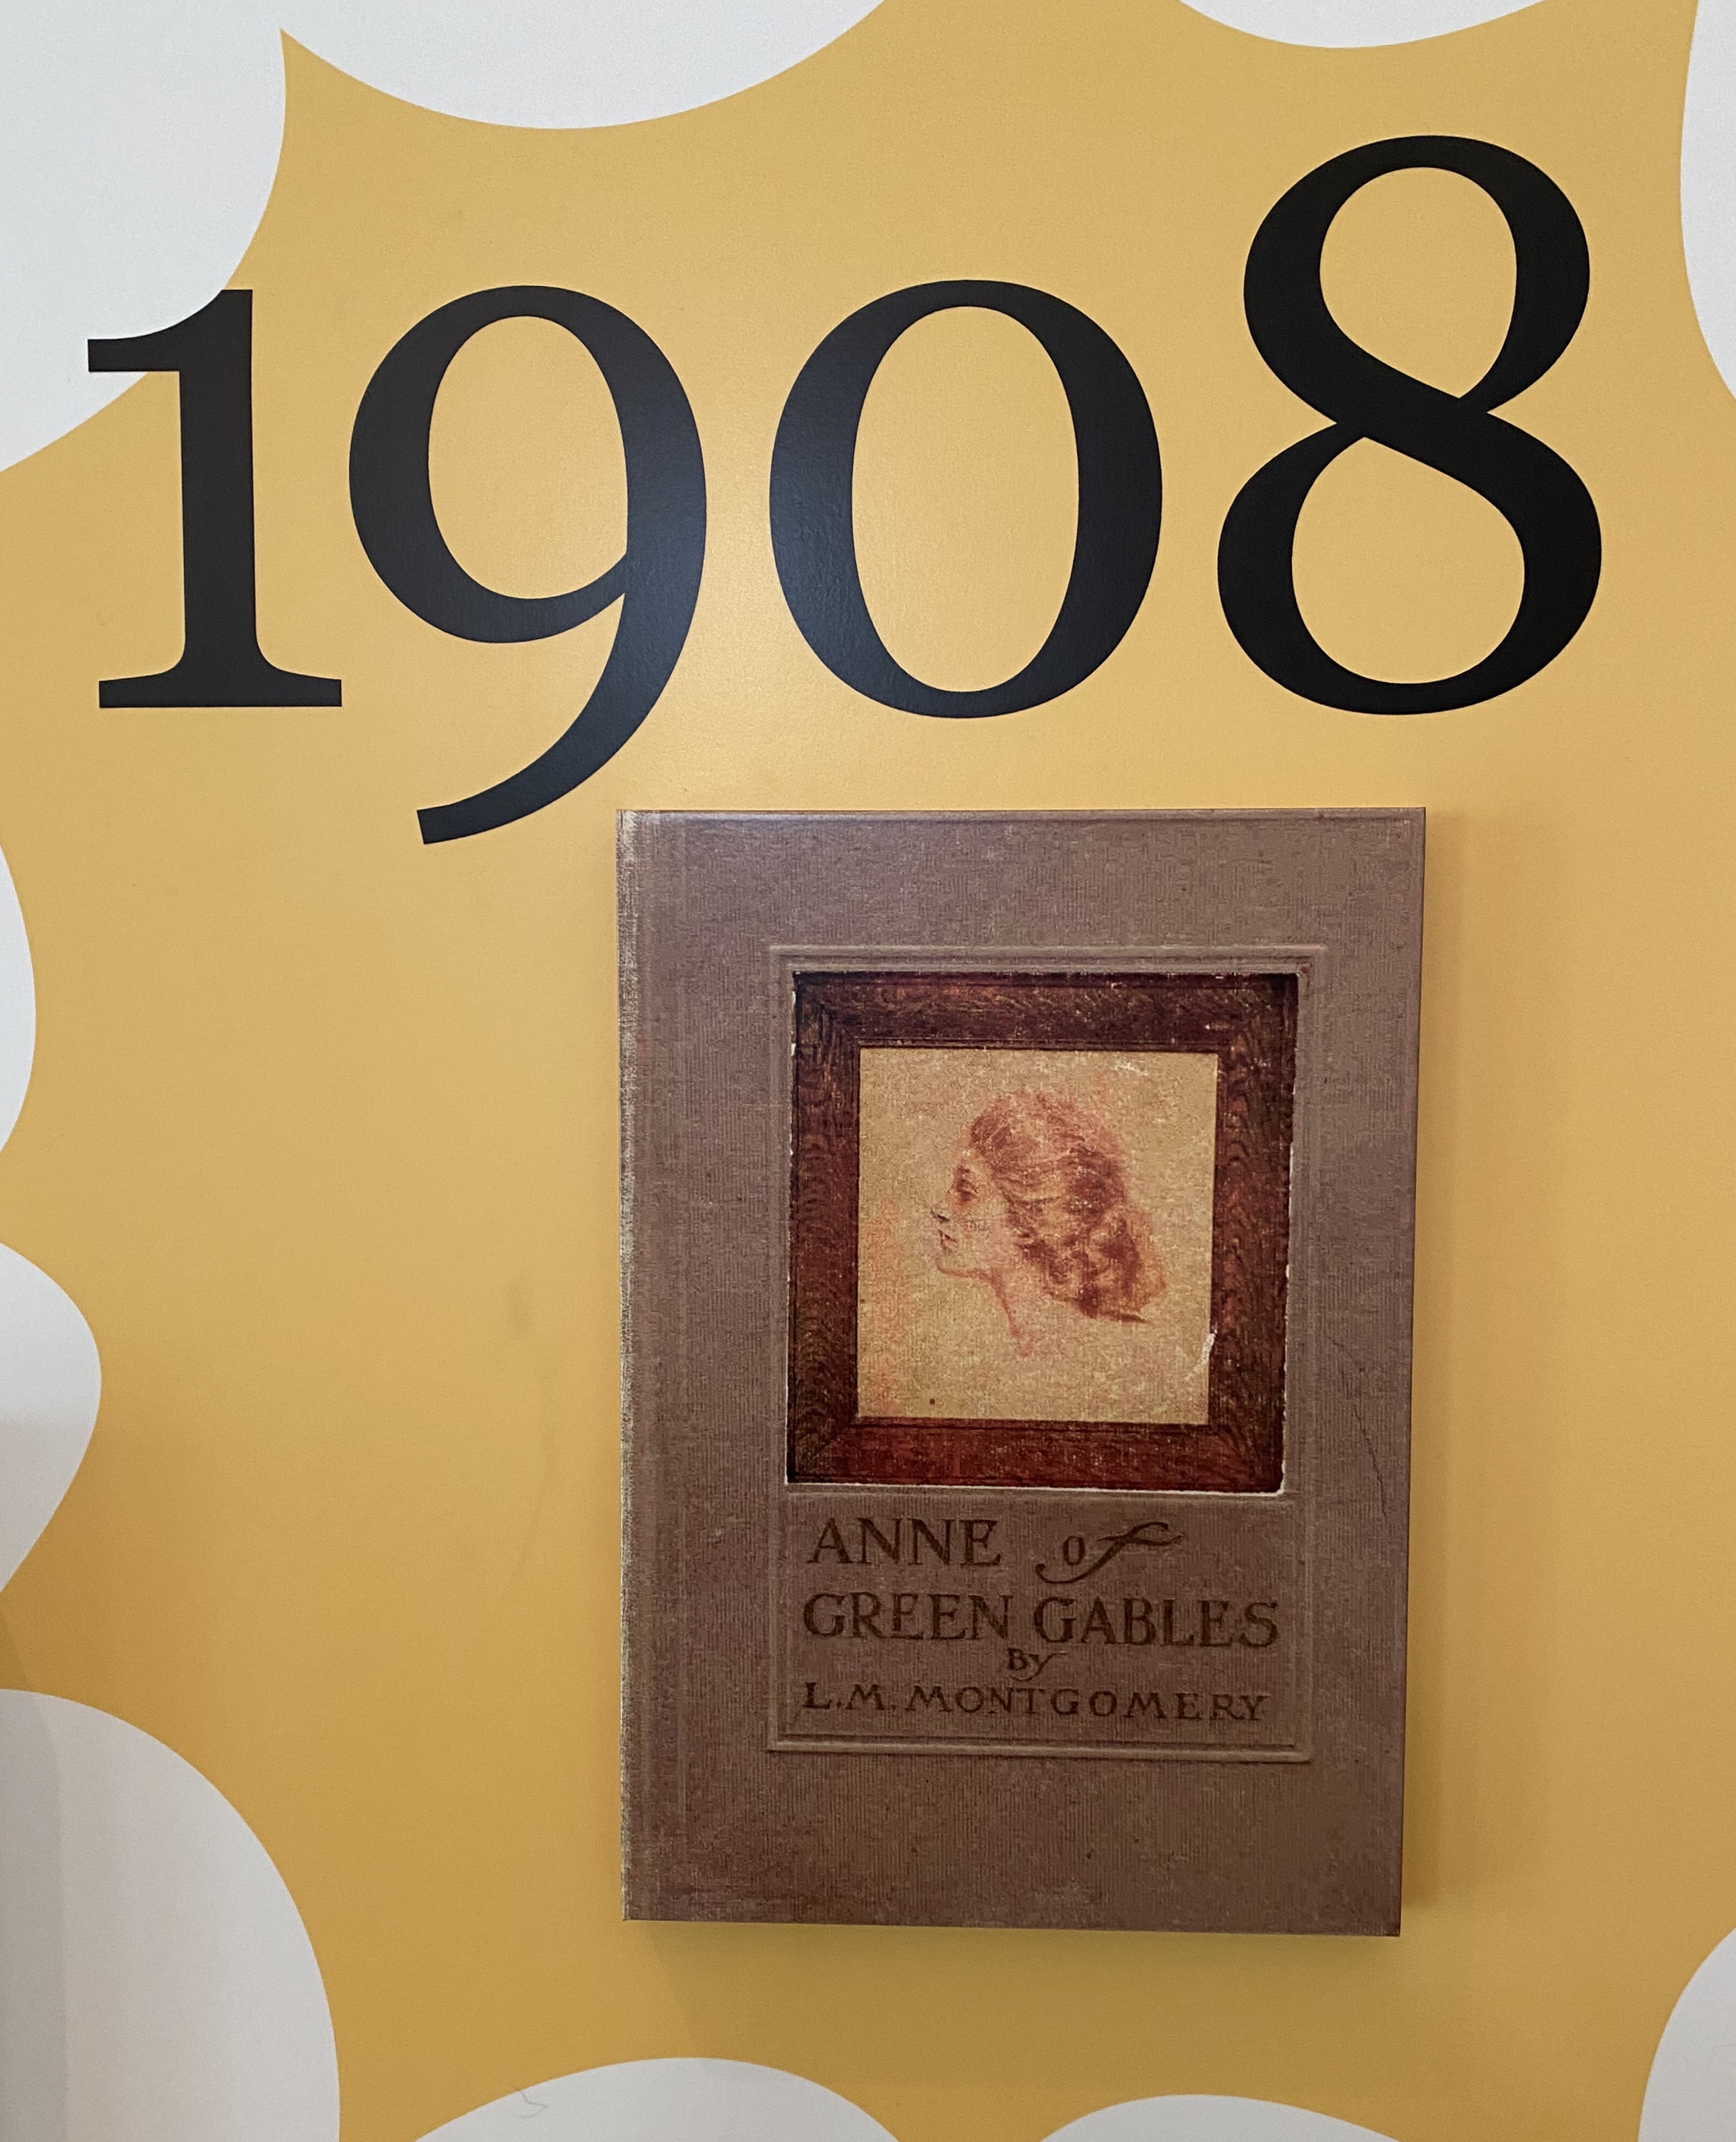 1908
ANNE of
GREEN GABLES
By
L.M. MONTGOMERY